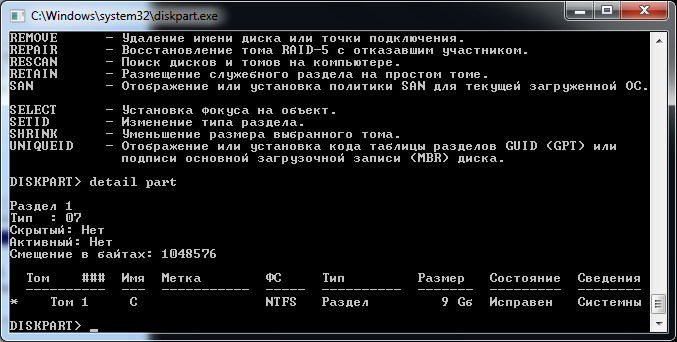 C:\Windows\system32\diskpart.exe
REMOVE - Удаление имени диска или точки подключения.
REPAIR - Восстановление тома RAID-5 с отказавшим участником.
RESCAN - Поиск дисков и томов на компьютере.
RETAIN - Размещение служебного раздела на простом томе.
SAN - Отображение или установка политики SAN для текущей загруженной ОС.
SELECT - Установка фокуса на объект.
SETID - Изменение типа раздела.
SHRINK - Уменьшение размера выбранного тома.
UNIQUEID - Отображение или установка кода таблицы разделов GUID (GPT) или
подписи основной загрузочной записи (MBR) диска.
DISKPART> detail part
Раздел 1
Тип : 07
Скрытый: Нет
Активный: Нет
Смещение в байтах: 1048576
Том ### Имя Метка ФС Тип Размер Состояние Сведения
---------- --- ----------- ----- ---------- ------- --------- --------
* Том 1 C NTFS Раздел 9 Gб Исправен Системны
DISKPART> _